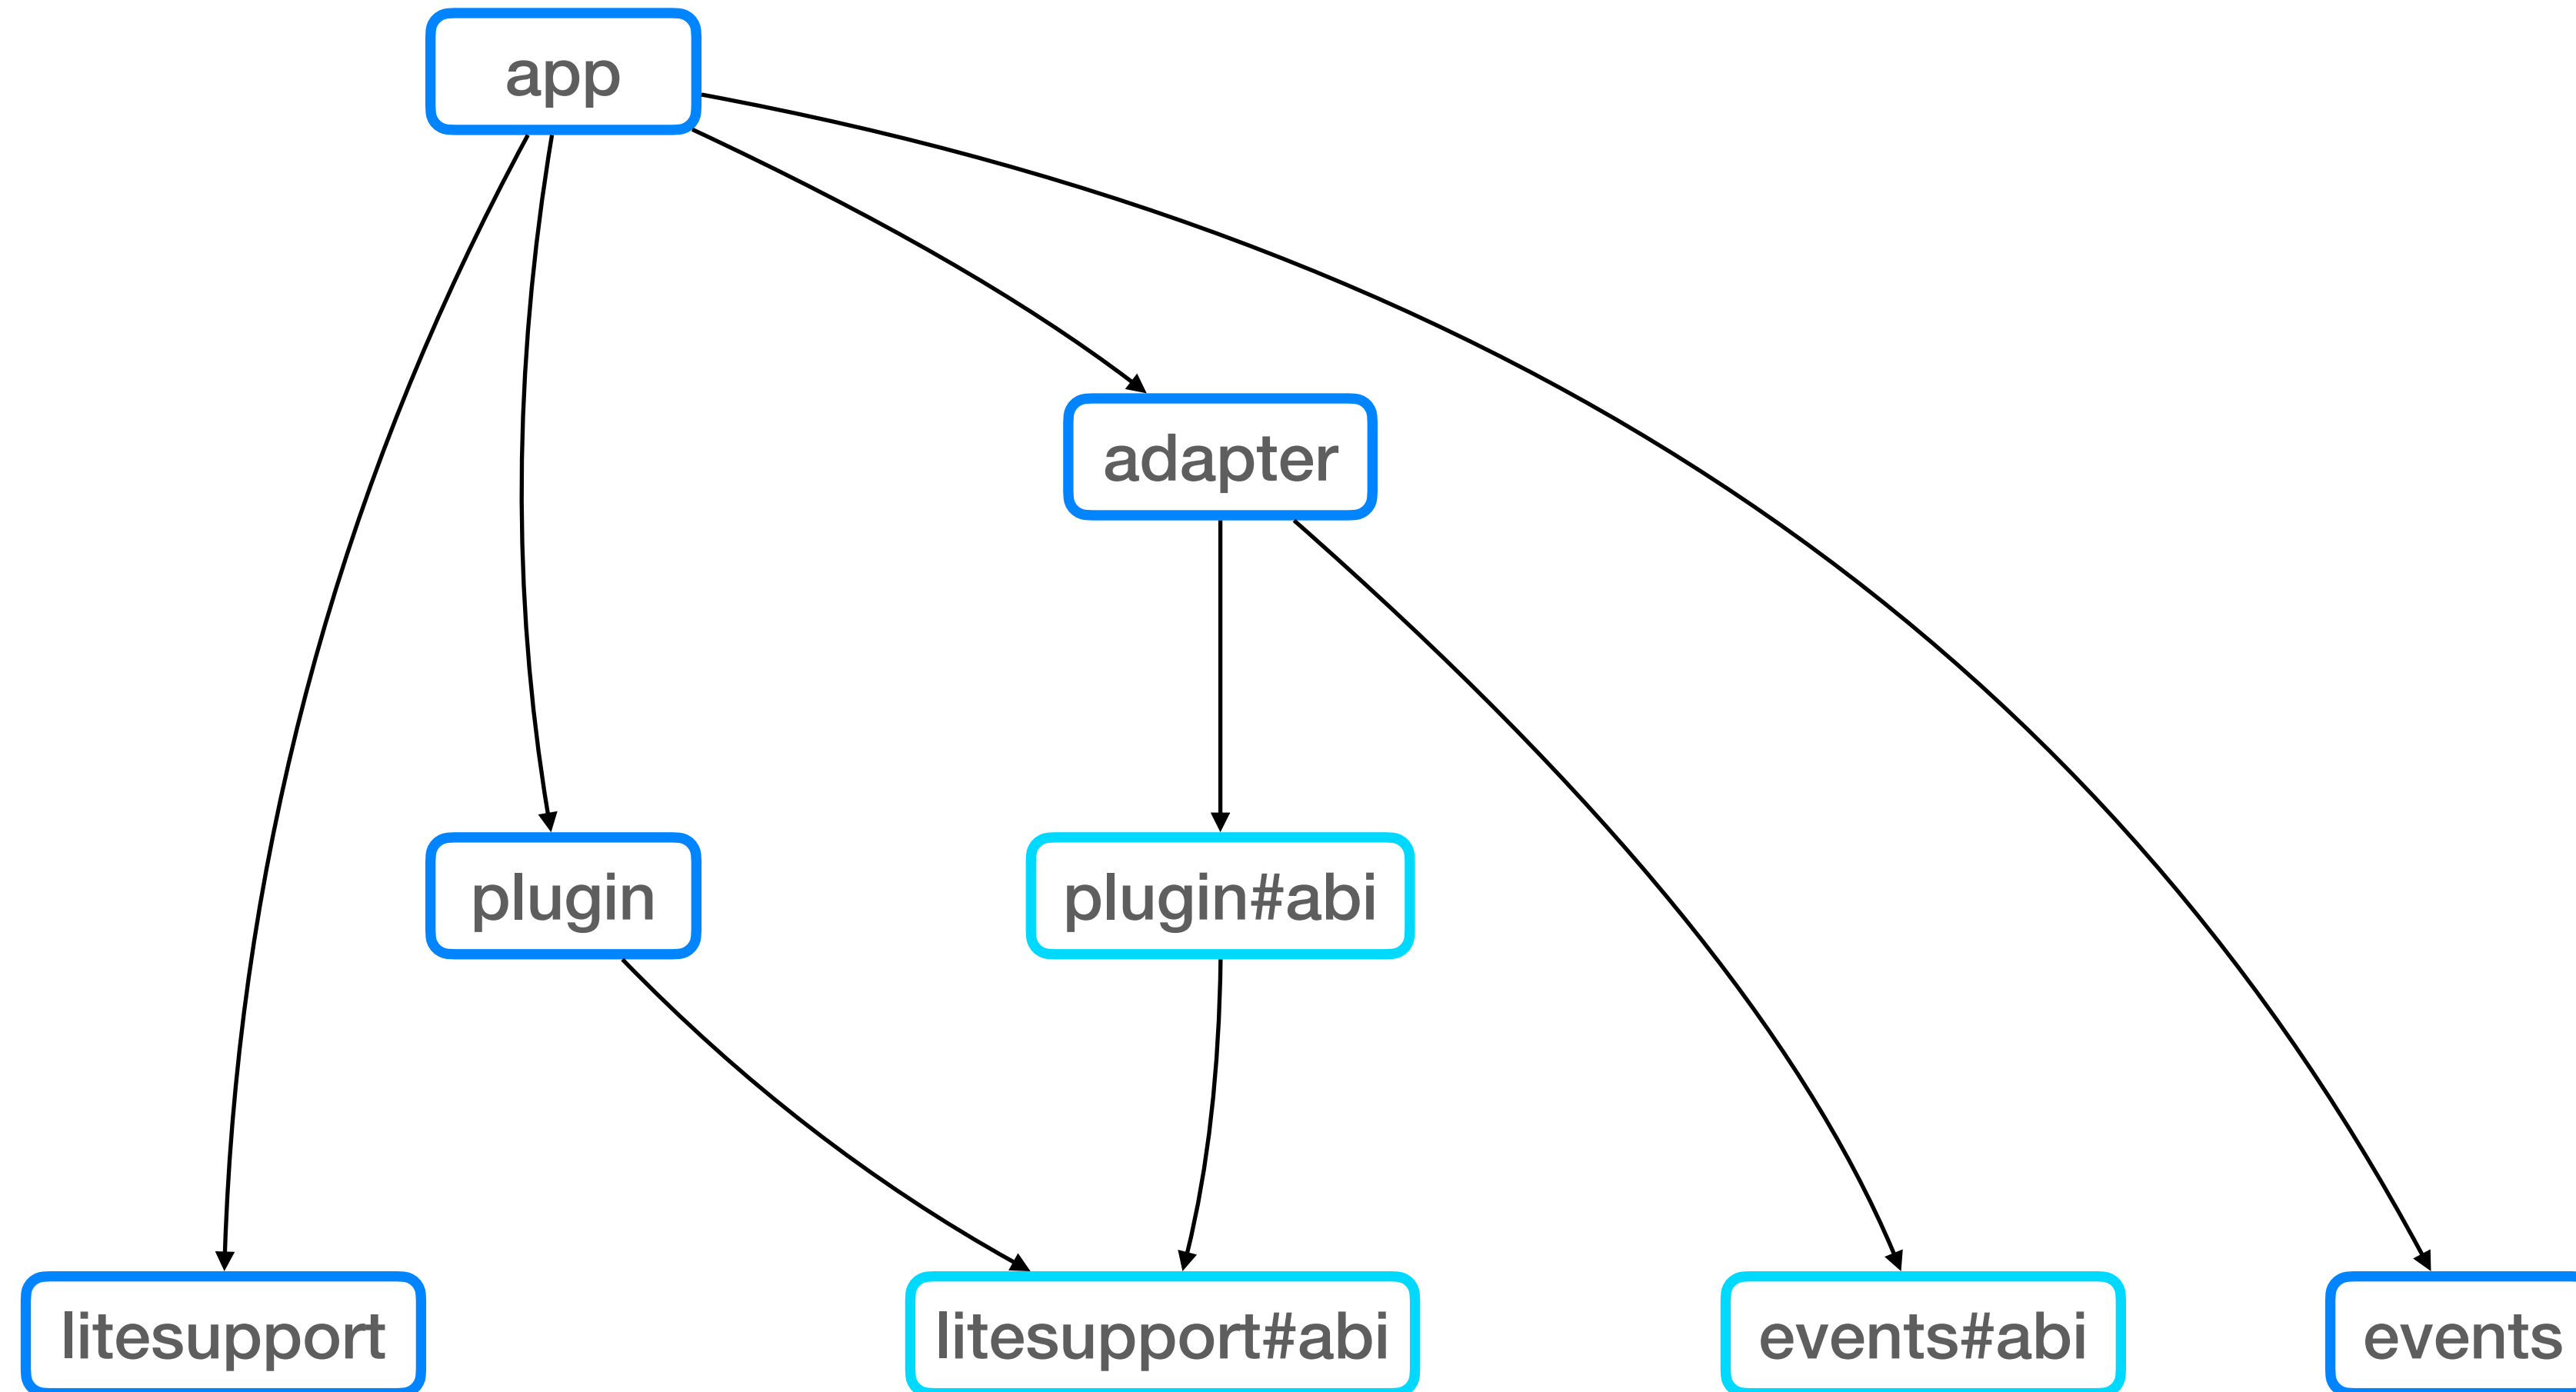 app
adapter
plugin
plugin#abi
litesupport
litesupport#abi
events#abi
events